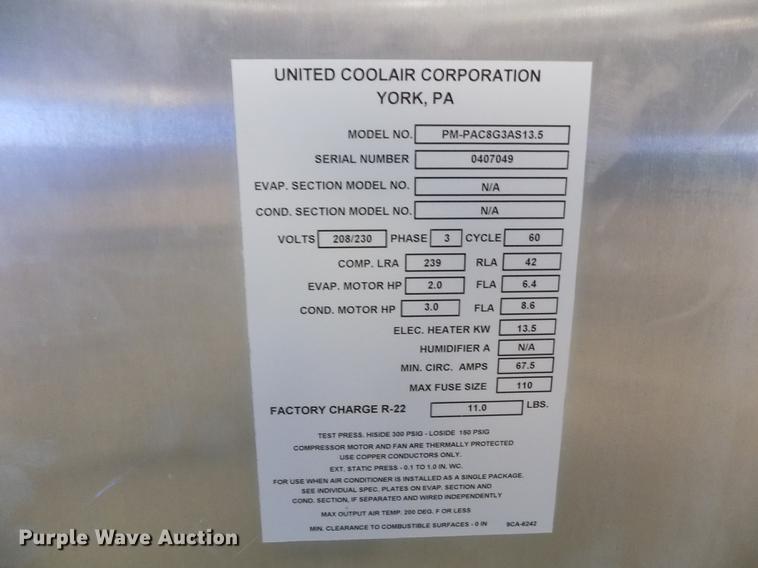 UNITED COOLAIR CORPORATION
YORK, PA
MODEL NO. PM-PAC8G3AS13.5
SERIAL NUMBER 0407049
EVAP. SECTION MODEL NO. N/A
COND. SECTION MODEL NO. N/A
VOLTS 208/230 PHASE 3 CYCLE 60
COMP. LRA 239 RLA 42
EVAP. MOTOR HP 2.0 FLA 6.4
COND. MOTOR HP 3.0 FLA 8.6
ELEC. HEATER KW 13.5
HUMIDIFIER A N/A
MIN. CIRC. AMPS 67.5
MAX FUSE SIZE 110
FACTORY CHARGE R-22 11.0 LBS.
TEST PRESS. HISIDE 300 PSIG - LOSIDE 150 PSIG
COMPRESSOR MOTOR AND FAN ARE THERMALLY PROTECTED
USE COPPER CONDUCTORS ONLY.
EXT. STATIC PRESS - 0.1 TO 1.0 IN. WC.
FOR USE WHEN AIR CONDITIONER IS INSTALLED AS A SINGLE PACKAGE.
SEE INDIVIDUAL SPEC. PLATES ON EVAP. SECTION AND
COND. SECTION, IF SEPARATED AND WIRED INDEPENDENTLY
MAX OUTPUT AIR TEMP. 200 DEG. F OR LESS
MIN. CLEARANCE TO COMBUSTIBLE SURFACES - 0 IN 9CA-6242
Purple Wave Auction